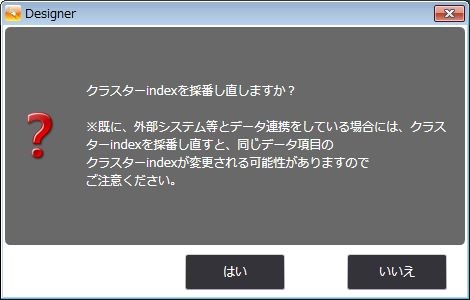 Designer
クラスターindexを採番し直しますか？
※既に、外部システム等とデータ連携をしている場合には、クラス
ターindexを採番し直すと、同じデータ項目の
クラスターindexが変更される可能性がありますので
ご注意ください。
はい
いいえ